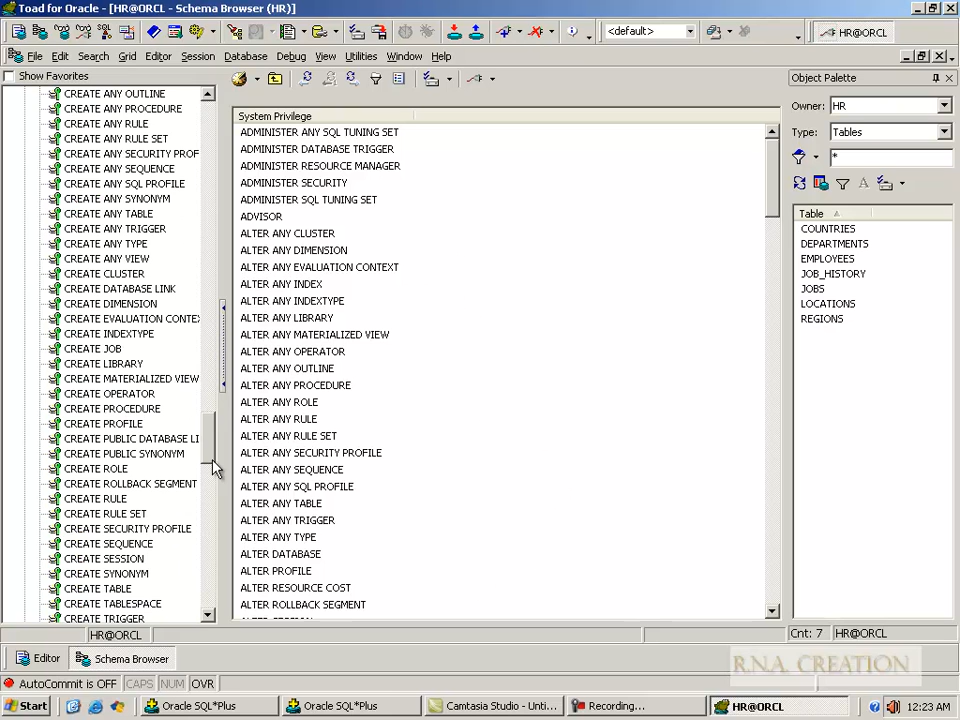 Toad for Oracle - [HR@ORCL - Schema Browser (HR)]
<default>
HR@ORCL
File Edit Search Grid Editor Session Database Debug View Utilities Window Help
Show Favorites
CREATE ANY OUTLINE
CREATE ANY PROCEDURE
CREATE ANY RULE
CREATE ANY RULE SET
CREATE ANY SECURITY PROF
CREATE ANY SEQUENCE
CREATE ANY SQL PROFILE
CREATE ANY SYNONYM
CREATE ANY TABLE
CREATE ANY TRIGGER
CREATE ANY TYPE
CREATE ANY VIEW
CREATE CLUSTER
CREATE DATABASE LINK
CREATE DIMENSION
CREATE EVALUATION CONTE
CREATE INDEXTYPE
CREATE JOB
CREATE LIBRARY
CREATE MATERIALIZED VIEW
CREATE OPERATOR
CREATE PROCEDURE
CREATE PROFILE
CREATE PUBLIC DATABASE LI
CREATE PUBLIC SYNONYM
CREATE ROLE
CREATE ROLLBACK SEGMENT
CREATE RULE
CREATE RULE SET
CREATE SECURITY PROFILE
CREATE SEQUENCE
CREATE SESSION
CREATE SYNONYM
CREATE TABLE
CREATE TABLESPACE
CREATE TRIGGER
System Privilege
ADMINISTER ANY SQL TUNING SET
ADMINISTER DATABASE TRIGGER
ADMINISTER RESOURCE MANAGER
ADMINISTER SECURITY
ADMINISTER SQL TUNING SET
ADVISOR
ALTER ANY CLUSTER
ALTER ANY DIMENSION
ALTER ANY EVALUATION CONTEXT
ALTER ANY INDEX
ALTER ANY INDEXTYPE
ALTER ANY LIBRARY
ALTER ANY MATERIALIZED VIEW
ALTER ANY OPERATOR
ALTER ANY OUTLINE
ALTER ANY PROCEDURE
ALTER ANY ROLE
ALTER ANY RULE
ALTER ANY RULE SET
ALTER ANY SECURITY PROFILE
ALTER ANY SEQUENCE
ALTER ANY SQL PROFILE
ALTER ANY TABLE
ALTER ANY TRIGGER
ALTER ANY TYPE
ALTER DATABASE
ALTER PROFILE
ALTER RESOURCE COST
ALTER ROLLBACK SEGMENT
Object Palette
Owner: HR
Type: Tables
*
Table
COUNTRIES
DEPARTMENTS
EMPLOYEES
JOB_HISTORY
JOBS
LOCATIONS
REGIONS
HR@ORCL
Cnt: 7 HR@ORCL
Editor Schema Browser
R.N.A. CREATION
AutoCommit is OFF CAPS NUM OVR
Start Oracle SQL*Plus Oracle SQL*Plus Camtasia Studio - Unti... Recording... HR@ORCL 12:23 AM